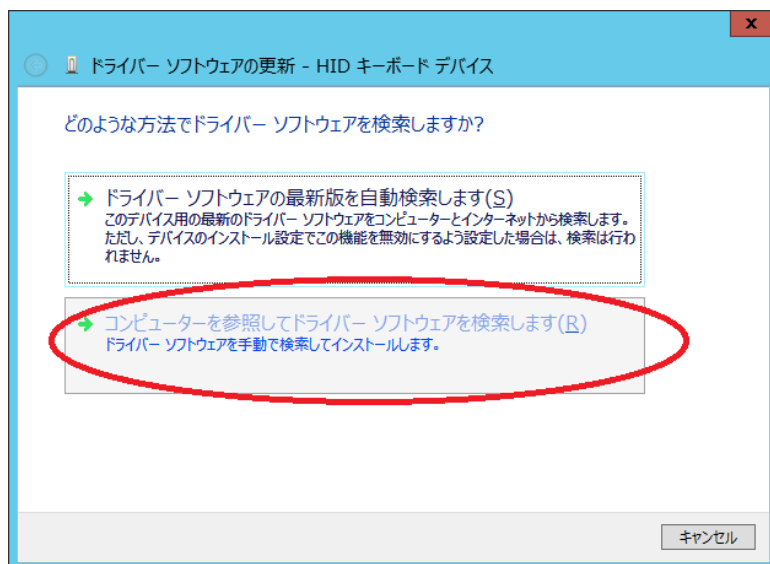 ドライバー ソフトウェアの更新 - HID キーボード デバイス
どのような方法でドライバー ソフトウェアを検索しますか?
ドライバー ソフトウェアの最新版を自動検索します(S)
このデバイス用の最新のドライバー ソフトウェアをコンピューターとインターネットから検索します。
ただし、デバイスのインストール設定でこの機能を無効にするよう設定した場合は、検索は行わ
れません。
コンピューターを参照してドライバー ソフトウェアを検索します(R)
ドライバー ソフトウェアを手動で検索してインストールします。
キャンセル